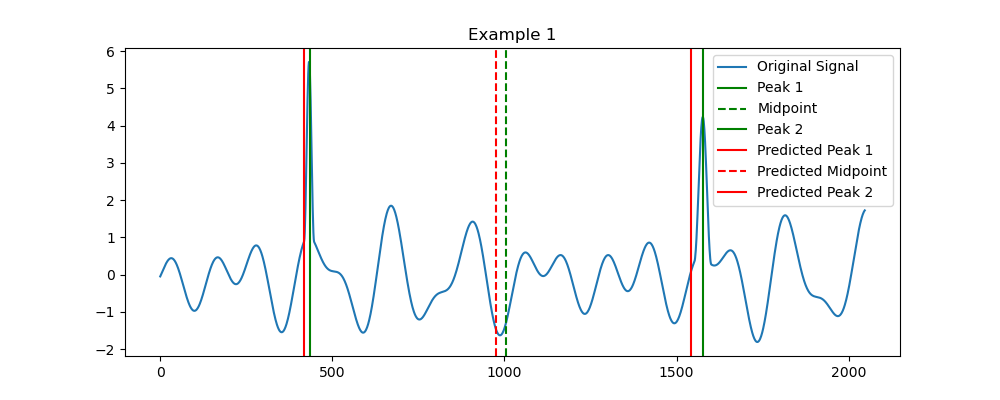 Example 1
6
5
4
3
2
1
0
−1
−2
0
500
1000
1500
2000
Original Signal
Peak 1
Midpoint
Peak 2
Predicted Peak 1
Predicted Midpoint
Predicted Peak 2